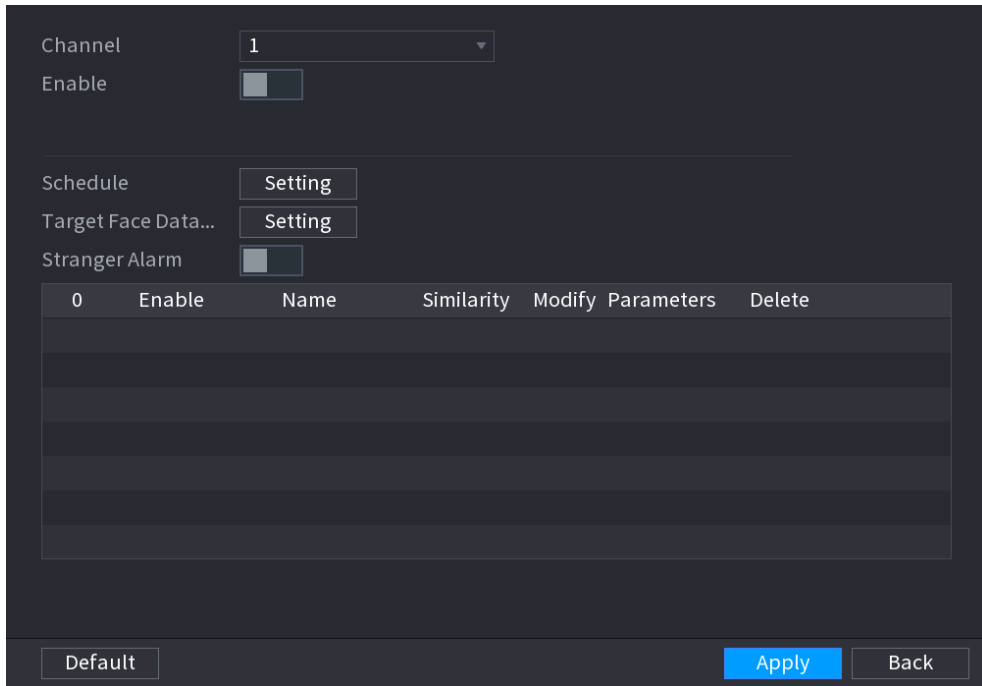 Channel 1
Enable
Schedule Setting
Target Face Data... Setting
Stranger Alarm
0 Enable Name Similarity Modify Parameters Delete
Default Apply Back